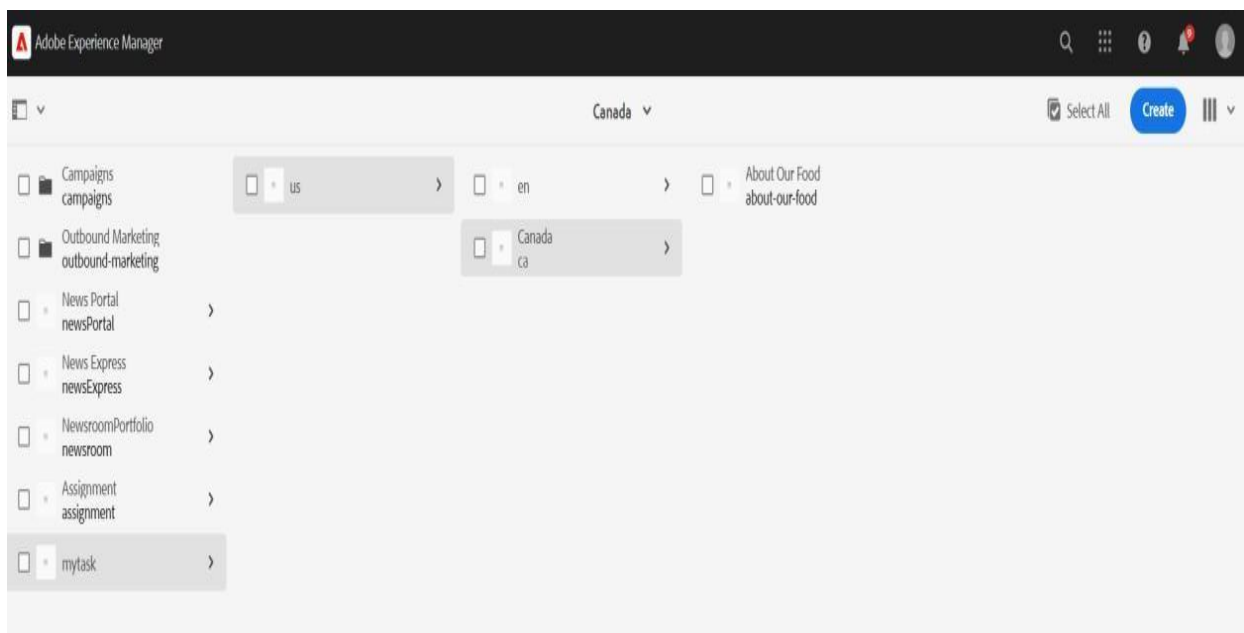 Adobe Experience Manager
9
Canada
Select All
Create
Campaigns
campaigns
Outbound Marketing
outbound-marketing
News Portal
newsPortal
News Express
newsExpress
NewsroomPortfolio
newsroom
Assignment
assignment
mytask
us
en
Canada
ca
About Our Food
about-our-food